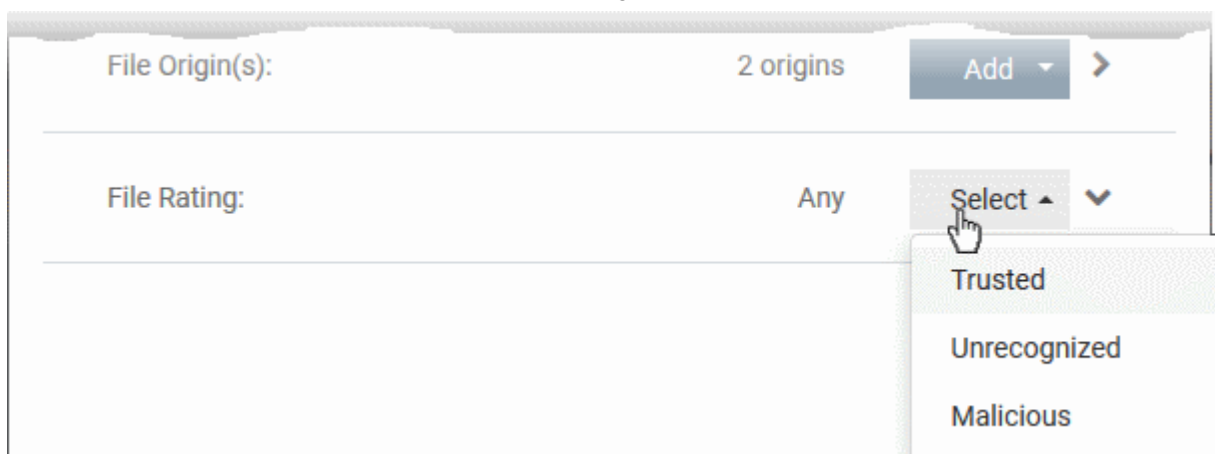 File Origin(s): 2 origins Add
File Rating: Any Select
Trusted
Unrecognized
Malicious